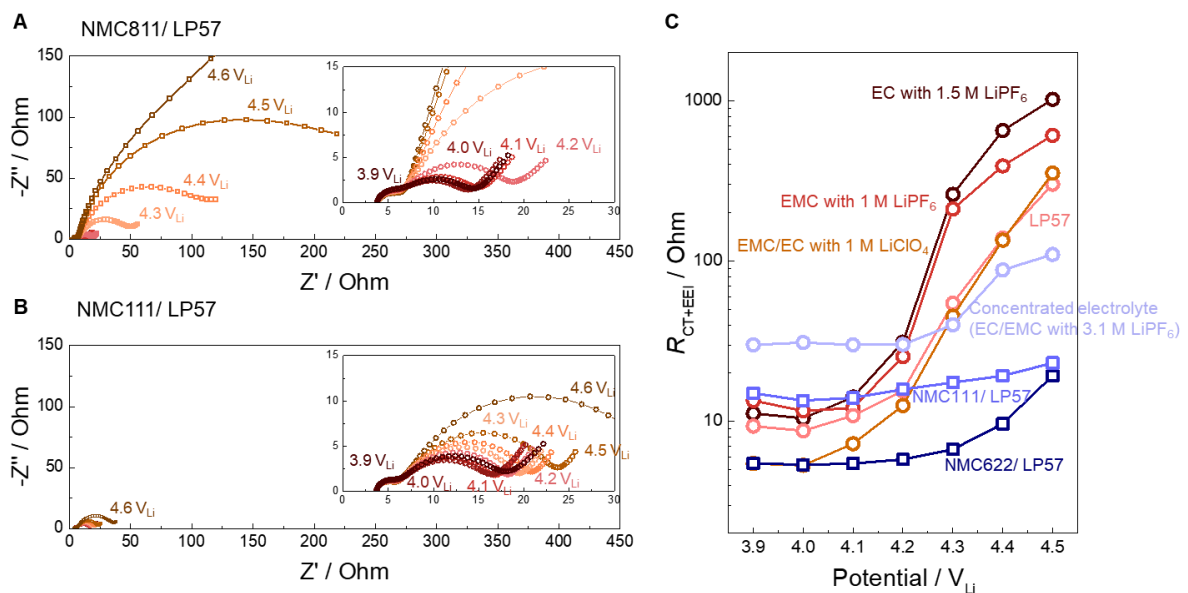 A
NMC811/ LP57
150
100
50
0
-Z'' / Ohm
4.6 V_Li
4.5 V_Li
4.4 V_Li
4.3 V_Li
15
10
5
0
3.9 V_Li
4.0 V_Li
4.1 V_Li
4.2 V_Li
0 5 10 15 20 25 30
0 50 100 150 200 250 300 350 400 450
Z' / Ohm
B
NMC111/ LP57
150
100
50
0
-Z'' / Ohm
4.6 V_Li
15
10
5
0
4.6 V_Li
4.3 V_Li
4.4 V_Li
4.5 V_Li
3.9 V_Li
4.0 V_Li
4.1 V_Li
4.2 V_Li
0 5 10 15 20 25 30
0 50 100 150 200 250 300 350 400 450
Z' / Ohm
C
1000
100
10
R_CT+EEI / Ohm
EC with 1.5 M LiPF₆
EMC with 1 M LiPF₆
LP57
EMC/EC with 1 M LiClO₄
Concentrated electrolyte
(EC/EMC with 3.1 M LiPF₆)
NMC111/ LP57
NMC622/ LP57
3.9 4.0 4.1 4.2 4.3 4.4 4.5
Potential / V_Li